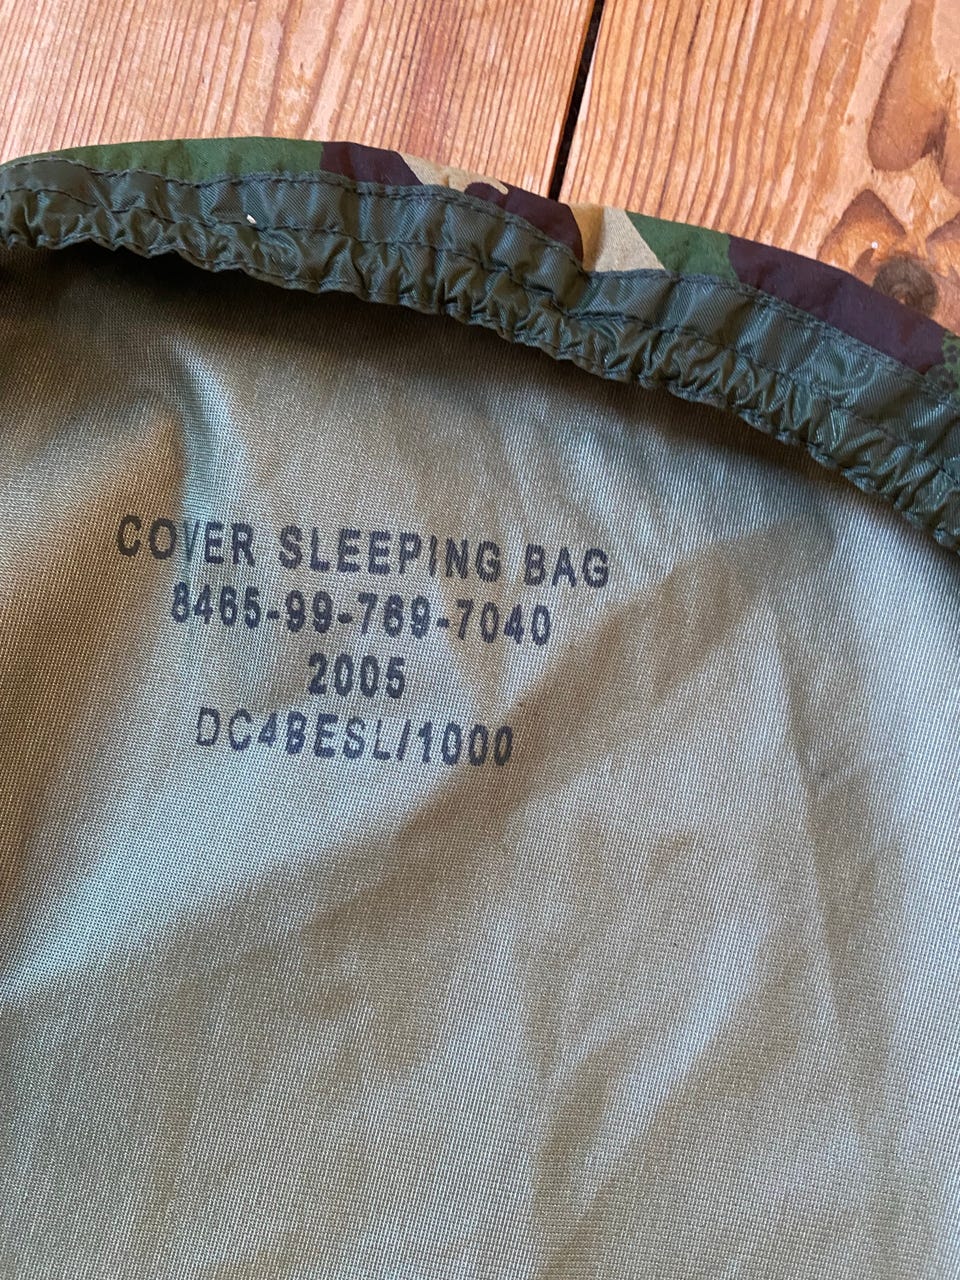 COVER SLEEPING BAG
8465-99-769-7040
2005
DC4BESL/1000